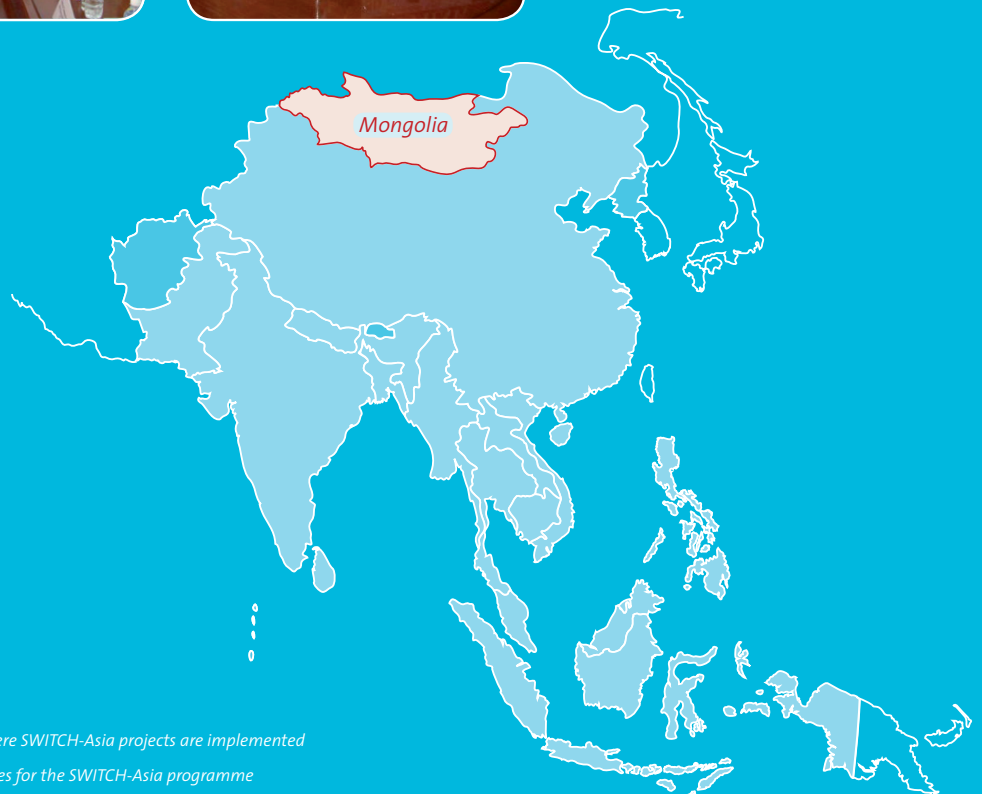 Mongolia
ere SWITCH-Asia projects are implemented
es for the SWITCH-Asia programme